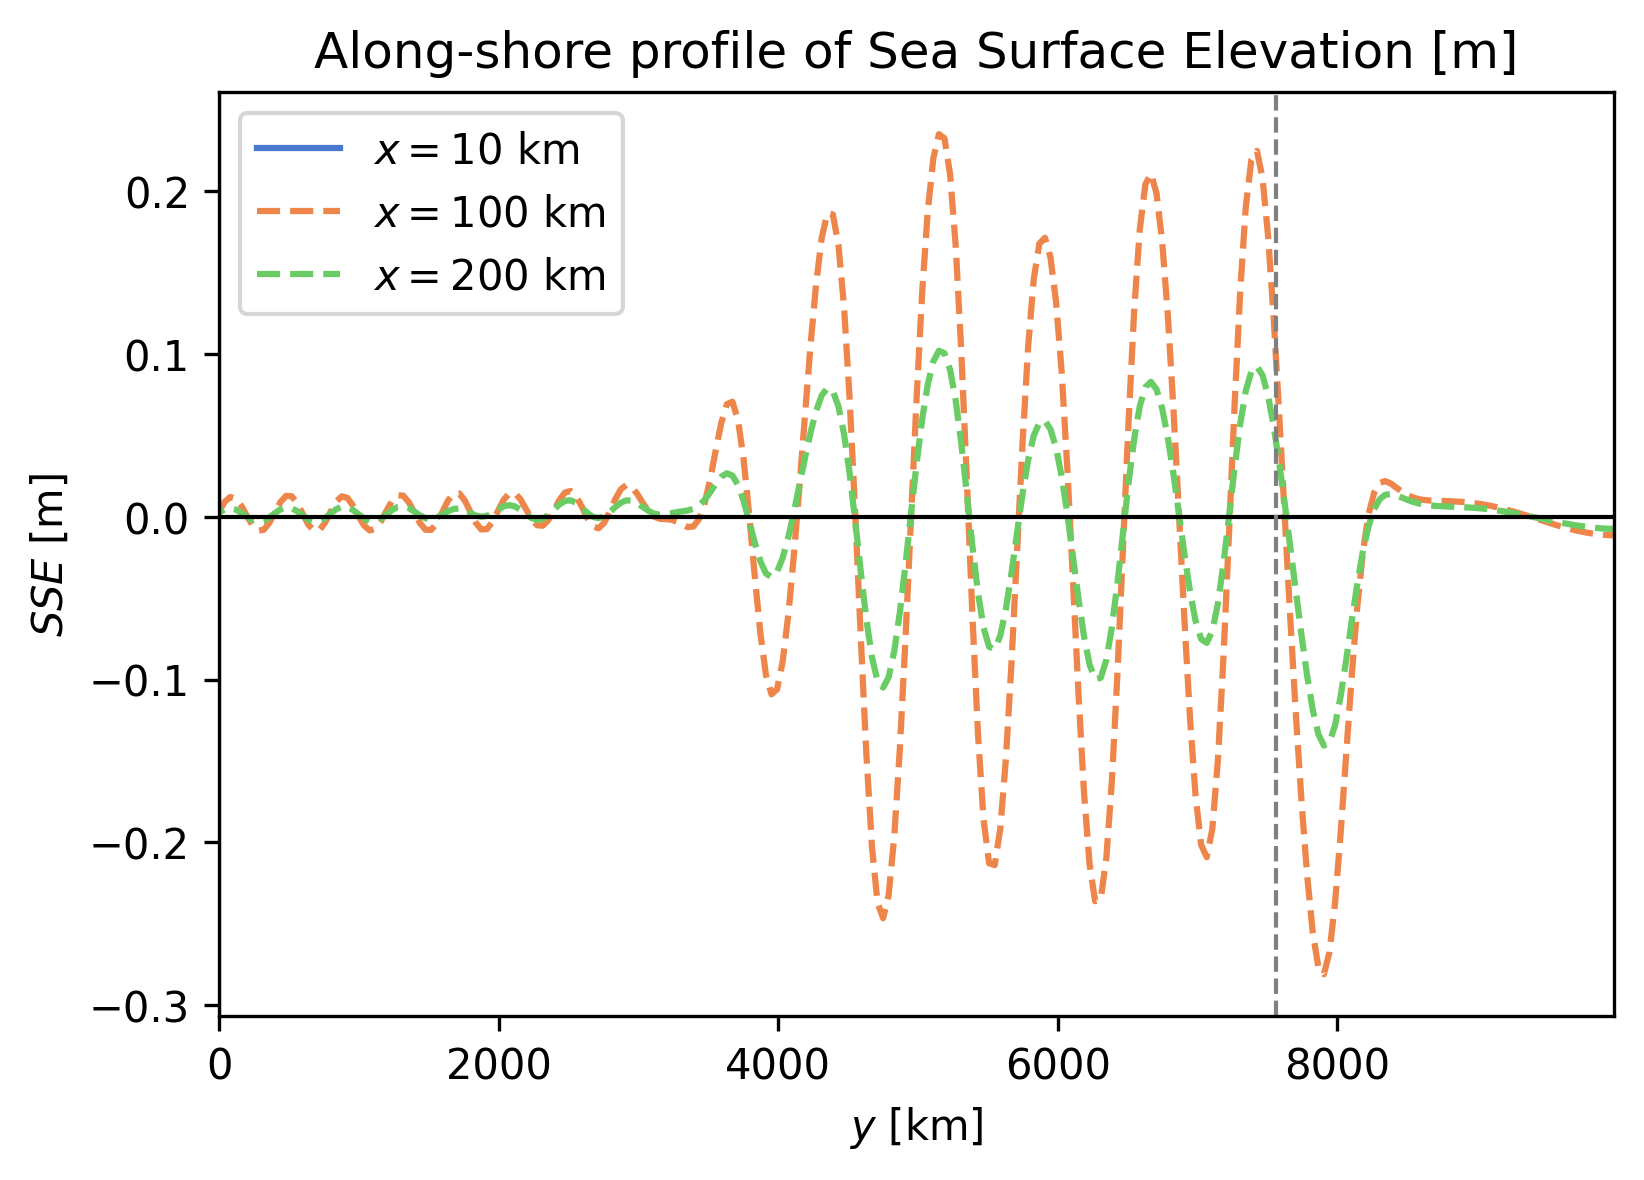 Along-shore profile of Sea Surface Elevation [m]
x = 10 km
x = 100 km
x = 200 km
0.2
0.1
0.0
−0.1
−0.2
−0.3
SSE [m]
0 2000 4000 6000 8000
y [km]